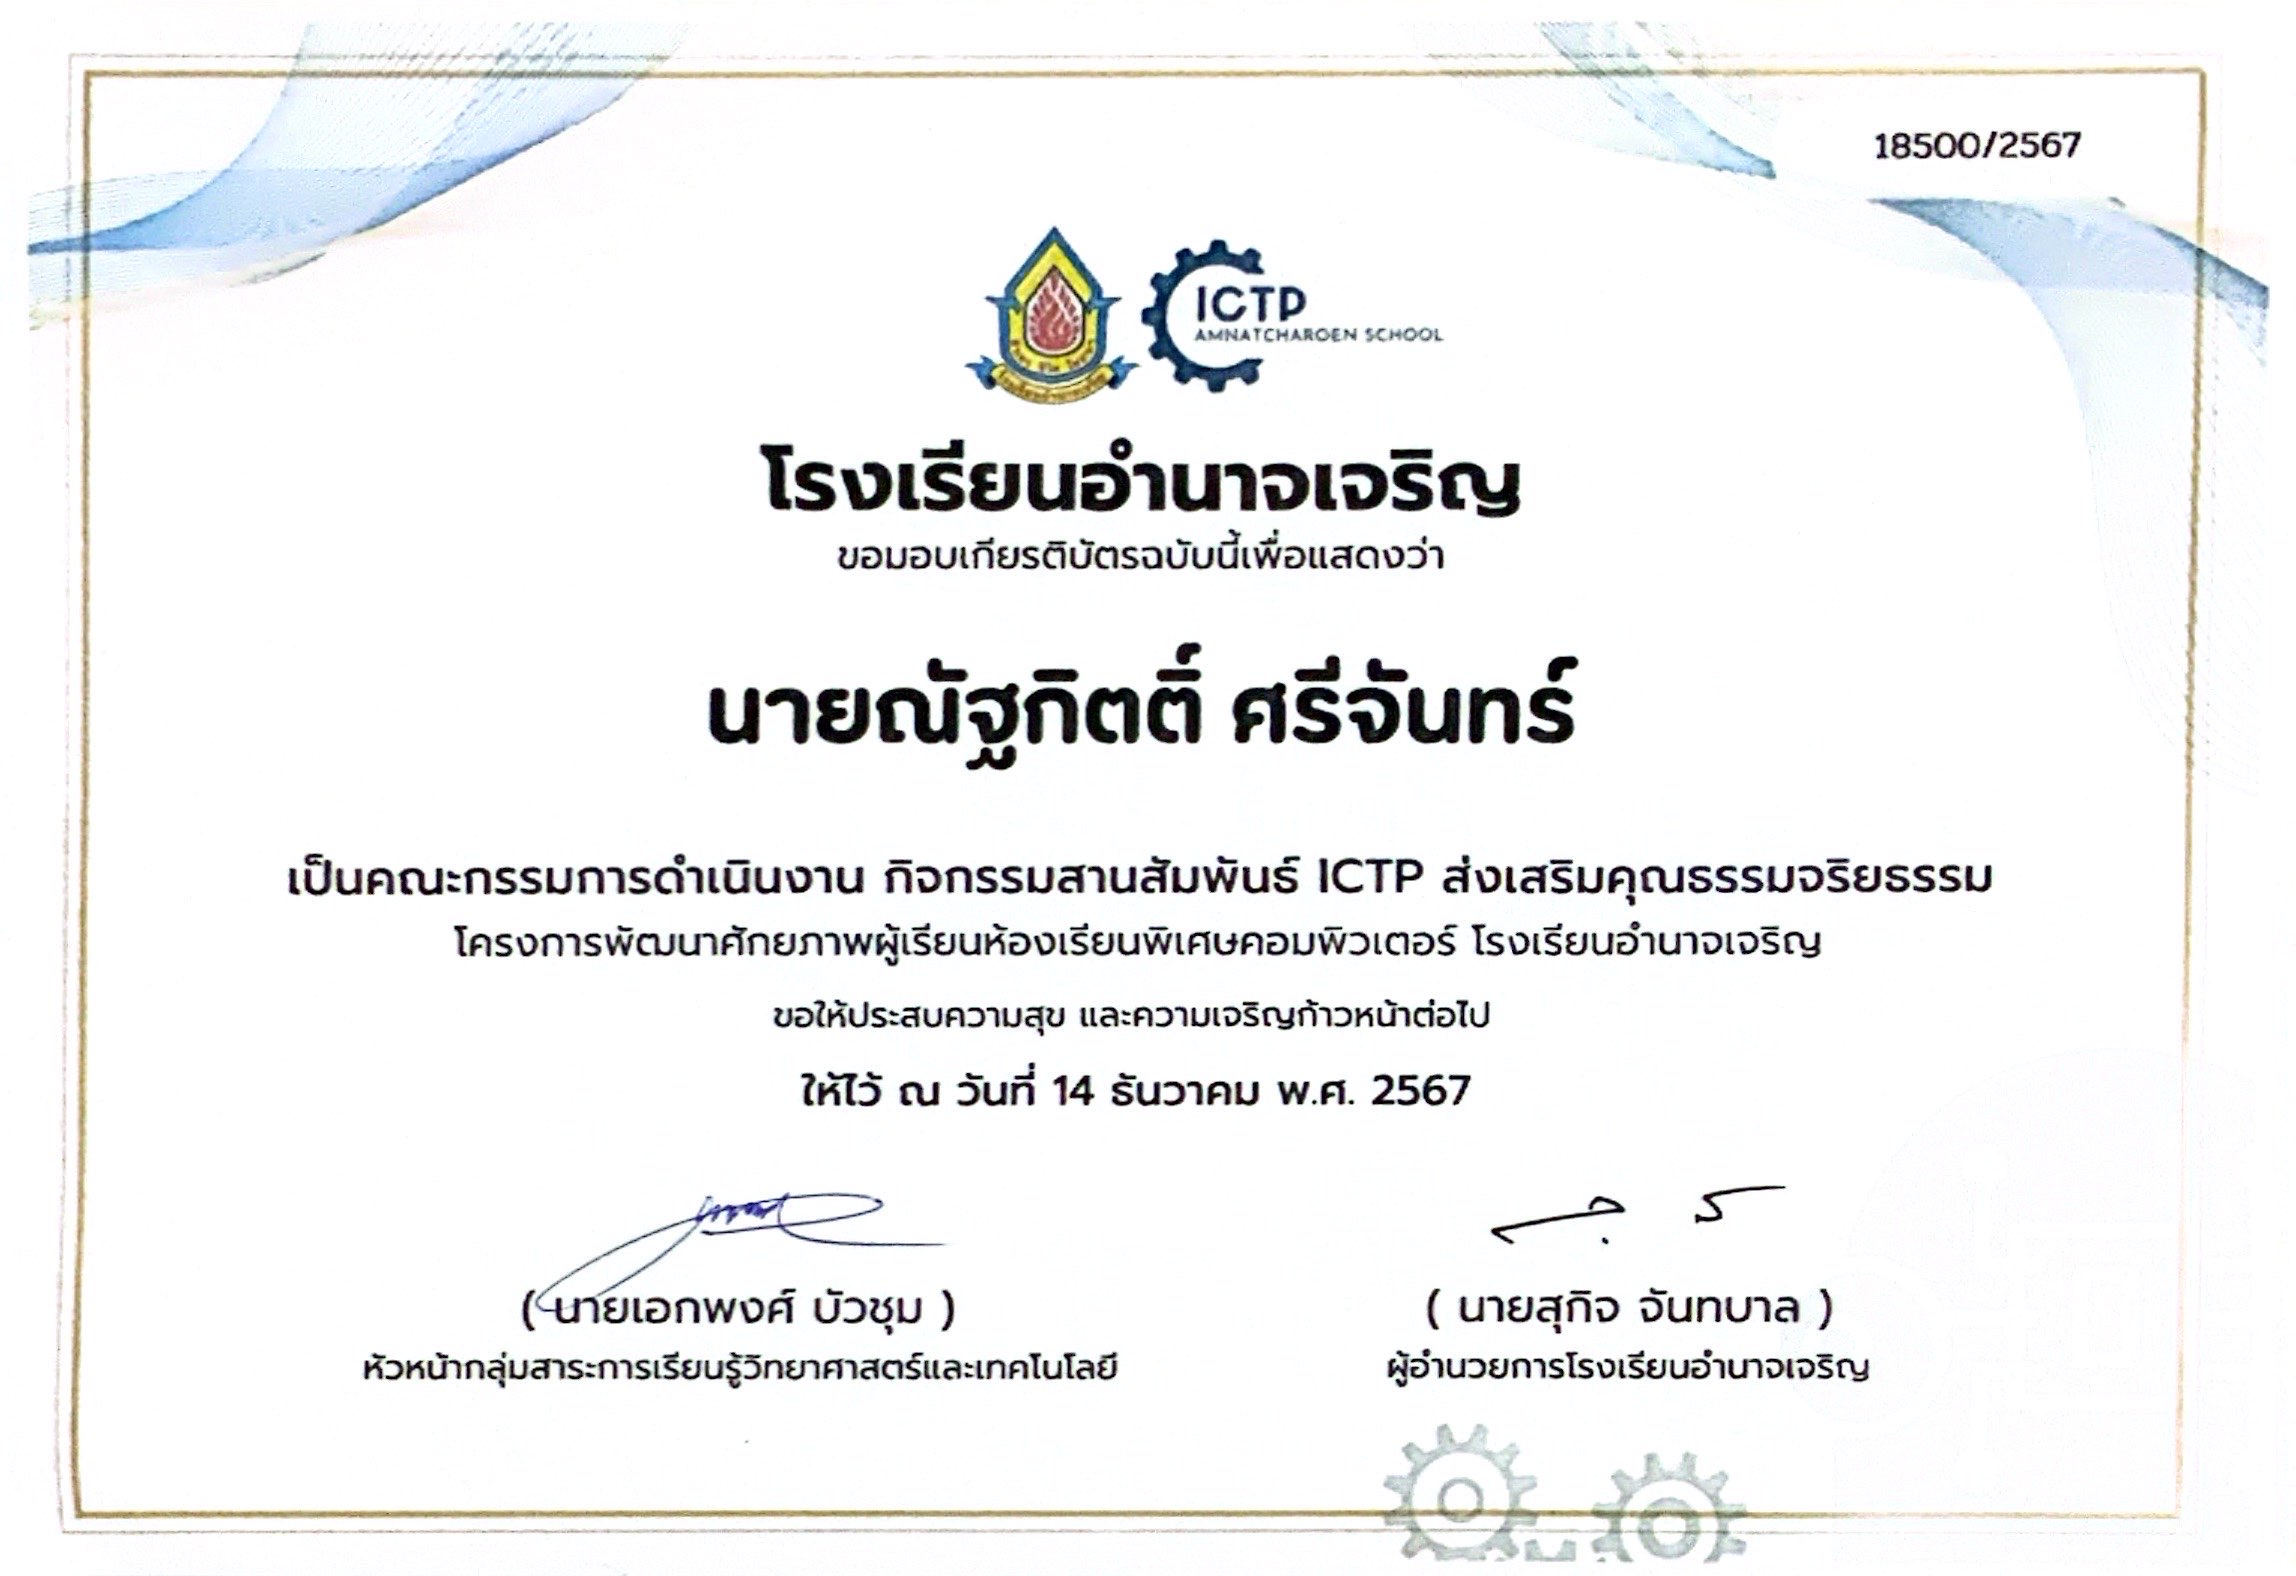 18500/2567
ICTP
AMNATCHAROEN SCHOOL
โรงเรียนอำนาจเจริญ
ขอมอบเกียรติบัตรฉบับนี้เพื่อแสดงว่า
นายณัฐกิตติ์ ศรีจันทร์
เป็นคณะกรรมการดำเนินงาน กิจกรรมสานสัมพันธ์ ICTP ส่งเสริมคุณธรรมจริยธรรม
โครงการพัฒนาศักยภาพผู้เรียนห้องเรียนพิเศษคอมพิวเตอร์ โรงเรียนอำนาจเจริญ
ขอให้ประสบความสุข และความเจริญก้าวหน้าต่อไป
ให้ไว้ ณ วันที่ 14 ธันวาคม พ.ศ. 2567
( นายเอกพงศ์ บัวชุม ) ( นายสุกิจ จันทบาล )
หัวหน้ากลุ่มสาระการเรียนรู้วิทยาศาสตร์และเทคโนโลยี ผู้อำนวยการโรงเรียนอำนาจเจริญ